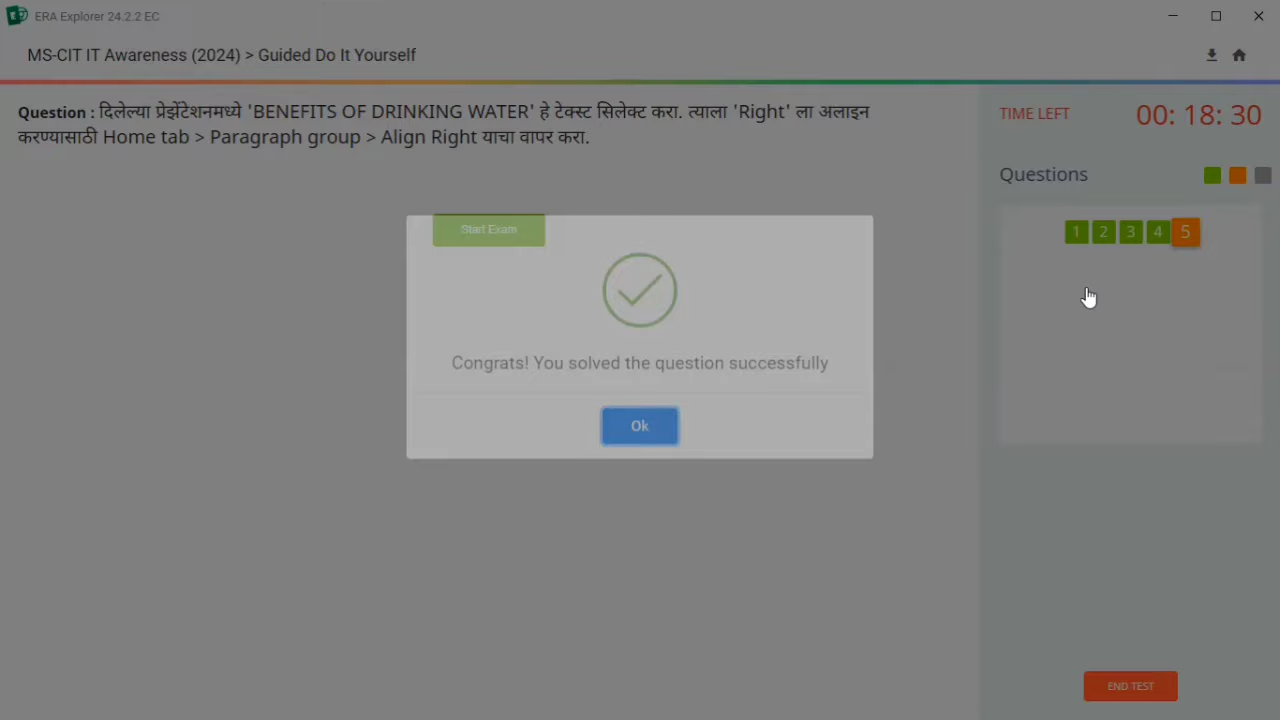 ERA Explorer 24.2.2 EC
MS-CIT IT Awareness (2024) > Guided Do It Yourself
Question : दिलेल्या प्रेझेंटेशनमध्ये 'BENEFITS OF DRINKING WATER' हे टेक्स्ट सिलेक्ट करा. त्याला 'Right' ला अलाइन
करण्यासाठी Home tab > Paragraph group > Align Right याचा वापर करा.
TIME LEFT 00: 18: 30
Questions
1 2 3 4 5
Start Exam
Congrats! You solved the question successfully
Ok
END TEST